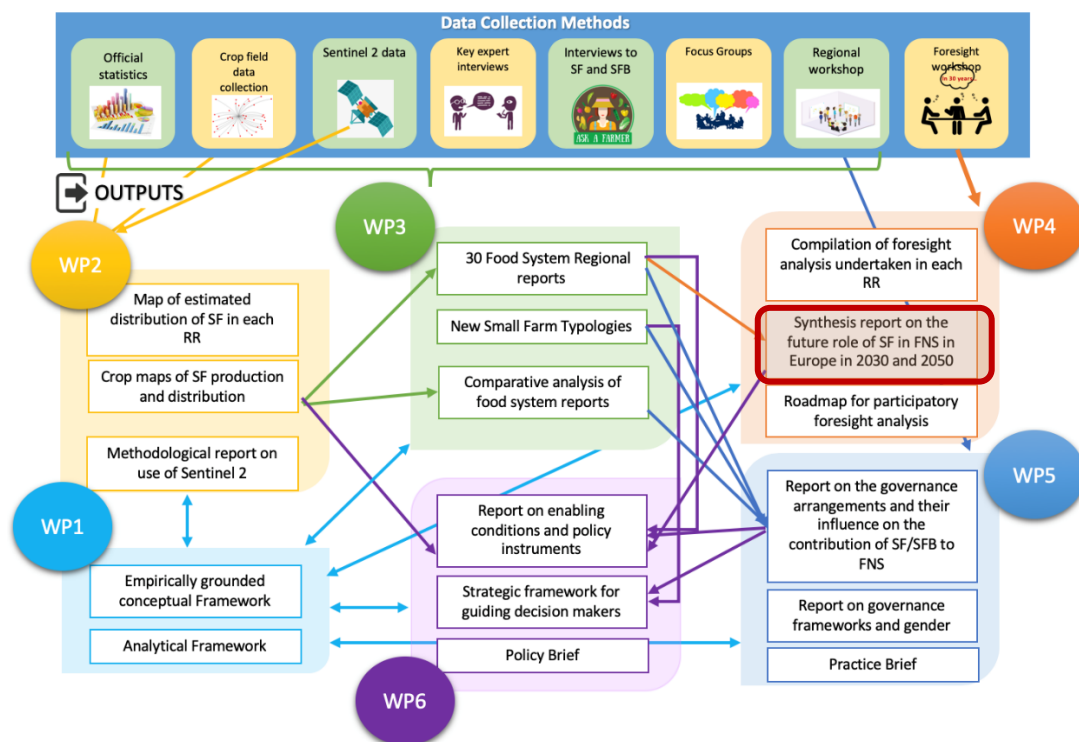 Data Collection Methods
Official
statistics
Crop field
data
collection
Sentinel 2 data
Key expert
interviews
Interviews to
SF and SFB
ASK A FARMER
Focus Groups
Regional
workshop
Foresight
workshop
In 30 years...
OUTPUTS
WP2
Map of estimated
distribution of SF in each
RR
Crop maps of SF production
and distribution
Methodological report on
use of Sentinel 2
WP3
30 Food System Regional
reports
New Small Farm Typologies
Comparative analysis of
food system reports
WP4
Compilation of foresight
analysis undertaken in each
RR
Synthesis report on the
future role of SF in FNS in
Europe in 2030 and 2050
Roadmap for participatory
foresight analysis
WP1
Empirically grounded
conceptual Framework
Analytical Framework
WP6
Report on enabling
conditions and policy
instruments
Strategic framework for
guiding decision makers
Policy Brief
WP5
Report on the governance
arrangements and their
influence on the
contribution of SF/SFB to
FNS
Report on governance
frameworks and gender
Practice Brief